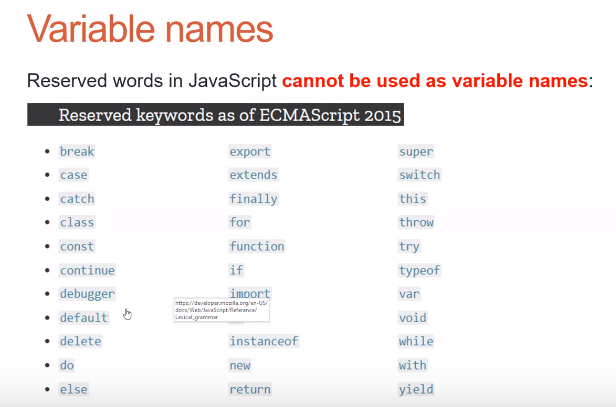 Variable names
Reserved words in JavaScript cannot be used as variable names:
Reserved keywords as of ECMAScript 2015
break export super
case extends switch
catch finally this
class for throw
const function try
continue if typeof
debugger import var
https://developer.mozilla.org/en-US/
docs/Web/JavaScript/Reference/
Lexical_grammar
default void
delete instanceof while
do new with
else return yield